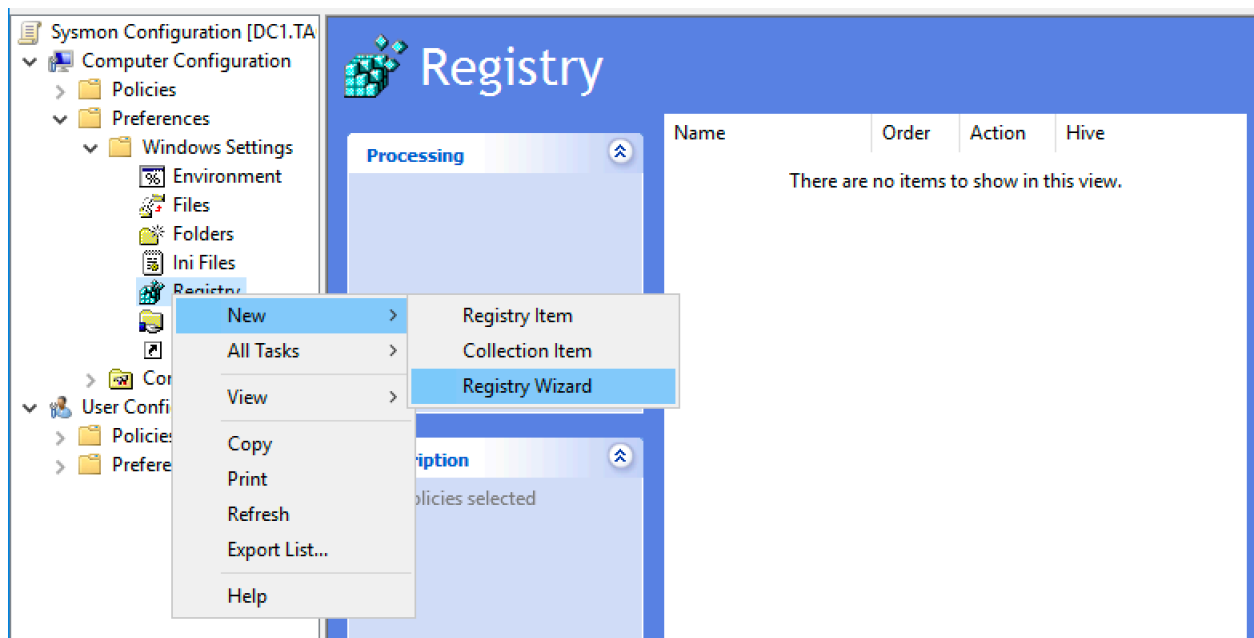 Sysmon Configuration [DC1.TA
Computer Configuration
Policies
Preferences
Windows Settings
Environment
Files
Folders
Ini Files
Registry
New
All Tasks
View
Copy
Print
Refresh
Export List...
Help
Registry Item
Collection Item
Registry Wizard
Cor
User Confi
Policies
Prefere
Registry
Processing
Name Order Action Hive
There are no items to show in this view.
iption
olicies selected